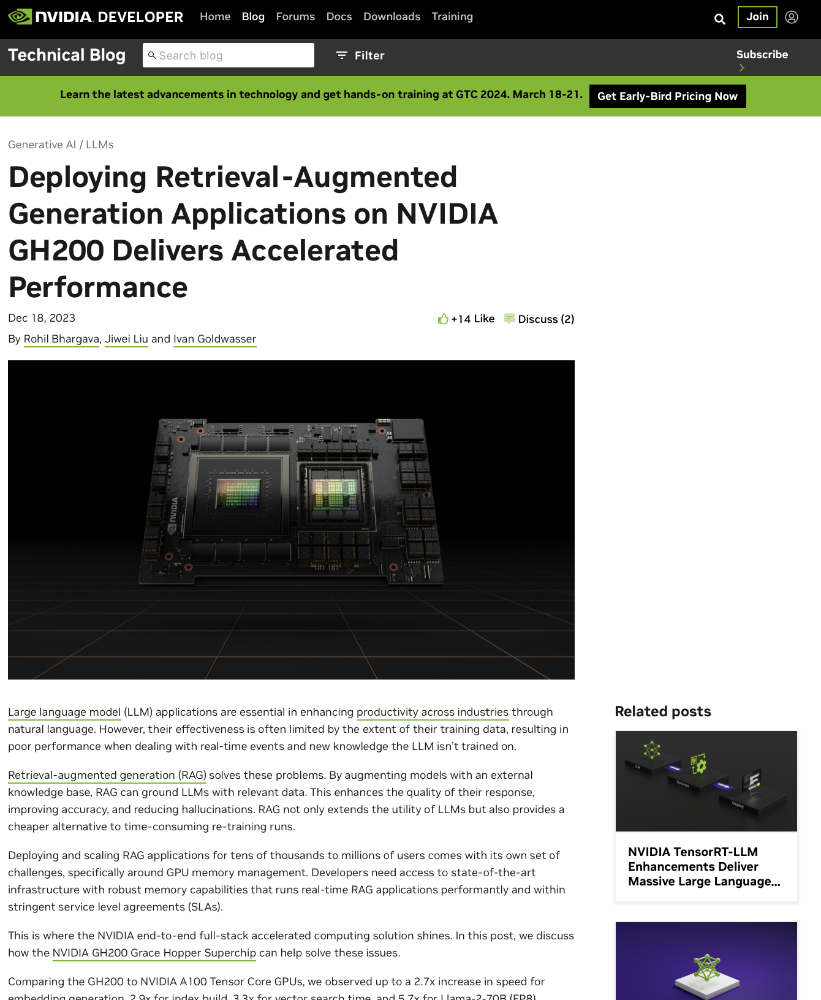 NVIDIA. DEVELOPER Home Blog Forums Docs Downloads Training Join
Technical Blog Search blog Filter Subscribe
Learn the latest advancements in technology and get hands-on training at GTC 2024. March 18-21. Get Early-Bird Pricing Now
Generative AI / LLMs
Deploying Retrieval-Augmented
Generation Applications on NVIDIA
GH200 Delivers Accelerated
Performance
Dec 18, 2023 +14 Like Discuss (2)
By Rohil Bhargava, Jiwei Liu and Ivan Goldwasser
NVIDIA
Large language model (LLM) applications are essential in enhancing productivity across industries through
natural language. However, their effectiveness is often limited by the extent of their training data, resulting in
poor performance when dealing with real-time events and new knowledge the LLM isn’t trained on.
Retrieval-augmented generation (RAG) solves these problems. By augmenting models with an external
knowledge base, RAG can ground LLMs with relevant data. This enhances the quality of their response,
improving accuracy, and reducing hallucinations. RAG not only extends the utility of LLMs but also provides a
cheaper alternative to time-consuming re-training runs.
Deploying and scaling RAG applications for tens of thousands to millions of users comes with its own set of
challenges, specifically around GPU memory management. Developers need access to state-of-the-art
infrastructure with robust memory capabilities that runs real-time RAG applications performantly and within
stringent service level agreements (SLAs).
This is where the NVIDIA end-to-end full-stack accelerated computing solution shines. In this post, we discuss
how the NVIDIA GH200 Grace Hopper Superchip can help solve these issues.
Comparing the GH200 to NVIDIA A100 Tensor Core GPUs, we observed up to a 2.7x increase in speed for
embedding generation, 2.9x for index build, 3.3x for vector search time, and 5.7x for Llama-2-70B (FP8)
Related posts
LLM
Optimize
Deploy
NVIDIA TensorRT-LLM
Enhancements Deliver
Massive Large Language...